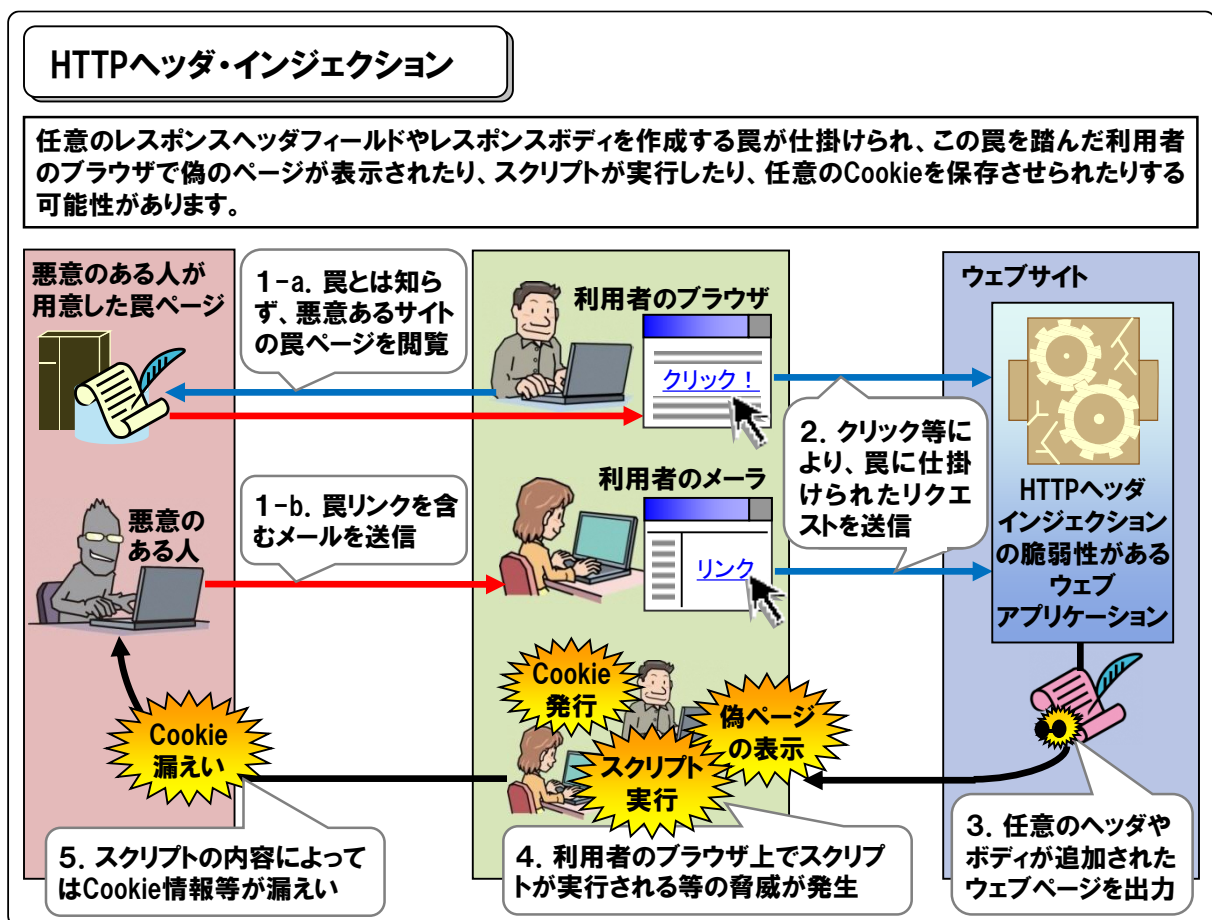 HTTPヘッダ・インジェクション
任意のレスポンスヘッダフィールドやレスポンスボディを作成する罠が仕掛けられ、この罠を踏んだ利用者
のブラウザで偽のページが表示されたり、スクリプトが実行したり、任意のCookieを保存させられたりする
可能性があります。
悪意のある人が
用意した罠ページ
1-a. 罠とは知ら
ず、悪意あるサイト
の罠ページを閲覧
利用者のブラウザ
クリック！
ウェブサイト
2. クリック等に
より、罠に仕掛
けられたリクエ
ストを送信
悪意の
ある人
1-b. 罠リンクを含
むメールを送信
利用者のメーラ
リンク
HTTPヘッダ
インジェクション
の脆弱性がある
ウェブ
アプリケーション
Cookie
発行
偽ページ
の表示
スクリプト
実行
Cookie
漏えい
3. 任意のヘッダや
ボディが追加された
ウェブページを出力
4. 利用者のブラウザ上でスクリプ
トが実行される等の脅威が発生
5. スクリプトの内容によって
はCookie情報等が漏えい